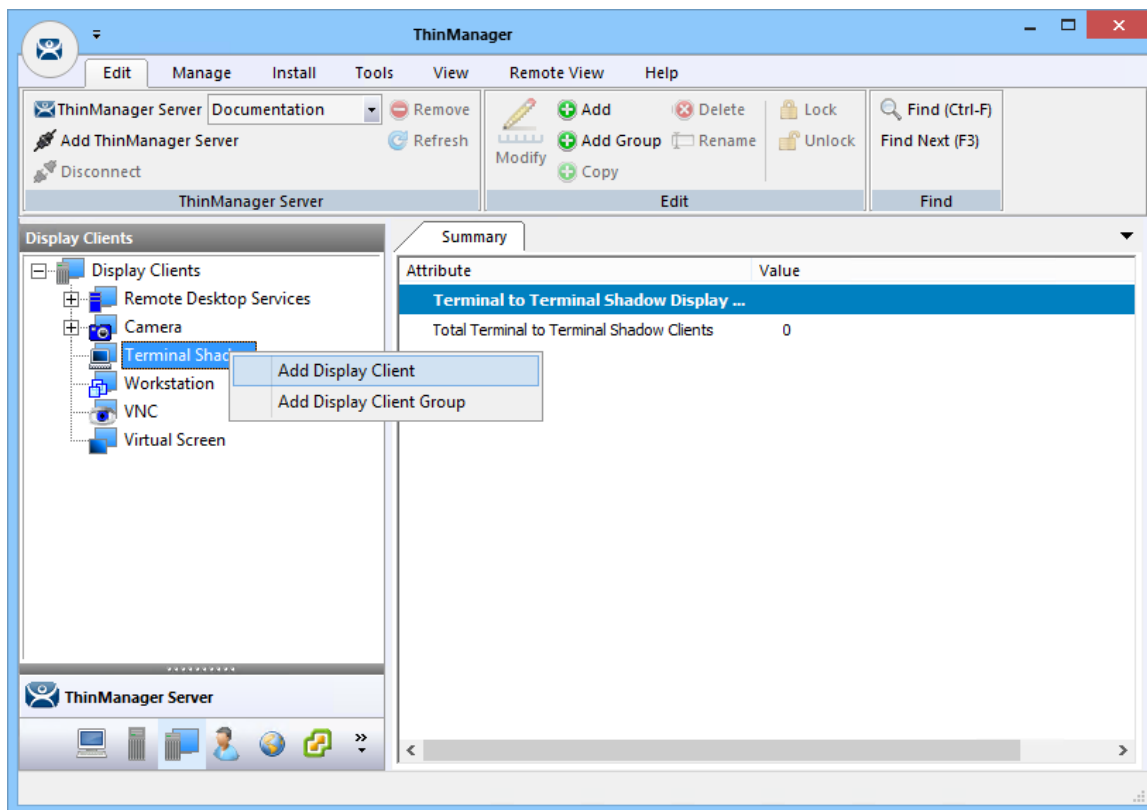 ThinManager
Edit Manage Install Tools View Remote View Help
ThinManager Server Documentation Remove
Add ThinManager Server Refresh
Disconnect
ThinManager Server
Modify
Add Delete Lock
Add Group Rename Unlock
Copy
Edit
Find (Ctrl-F)
Find Next (F3)
Find
Display Clients
Display Clients
Remote Desktop Services
Camera
Terminal Shad
Workstation
VNC
Virtual Screen
Add Display Client
Add Display Client Group
Summary
Attribute Value
Terminal to Terminal Shadow Display ...
Total Terminal to Terminal Shadow Clients 0
ThinManager Server